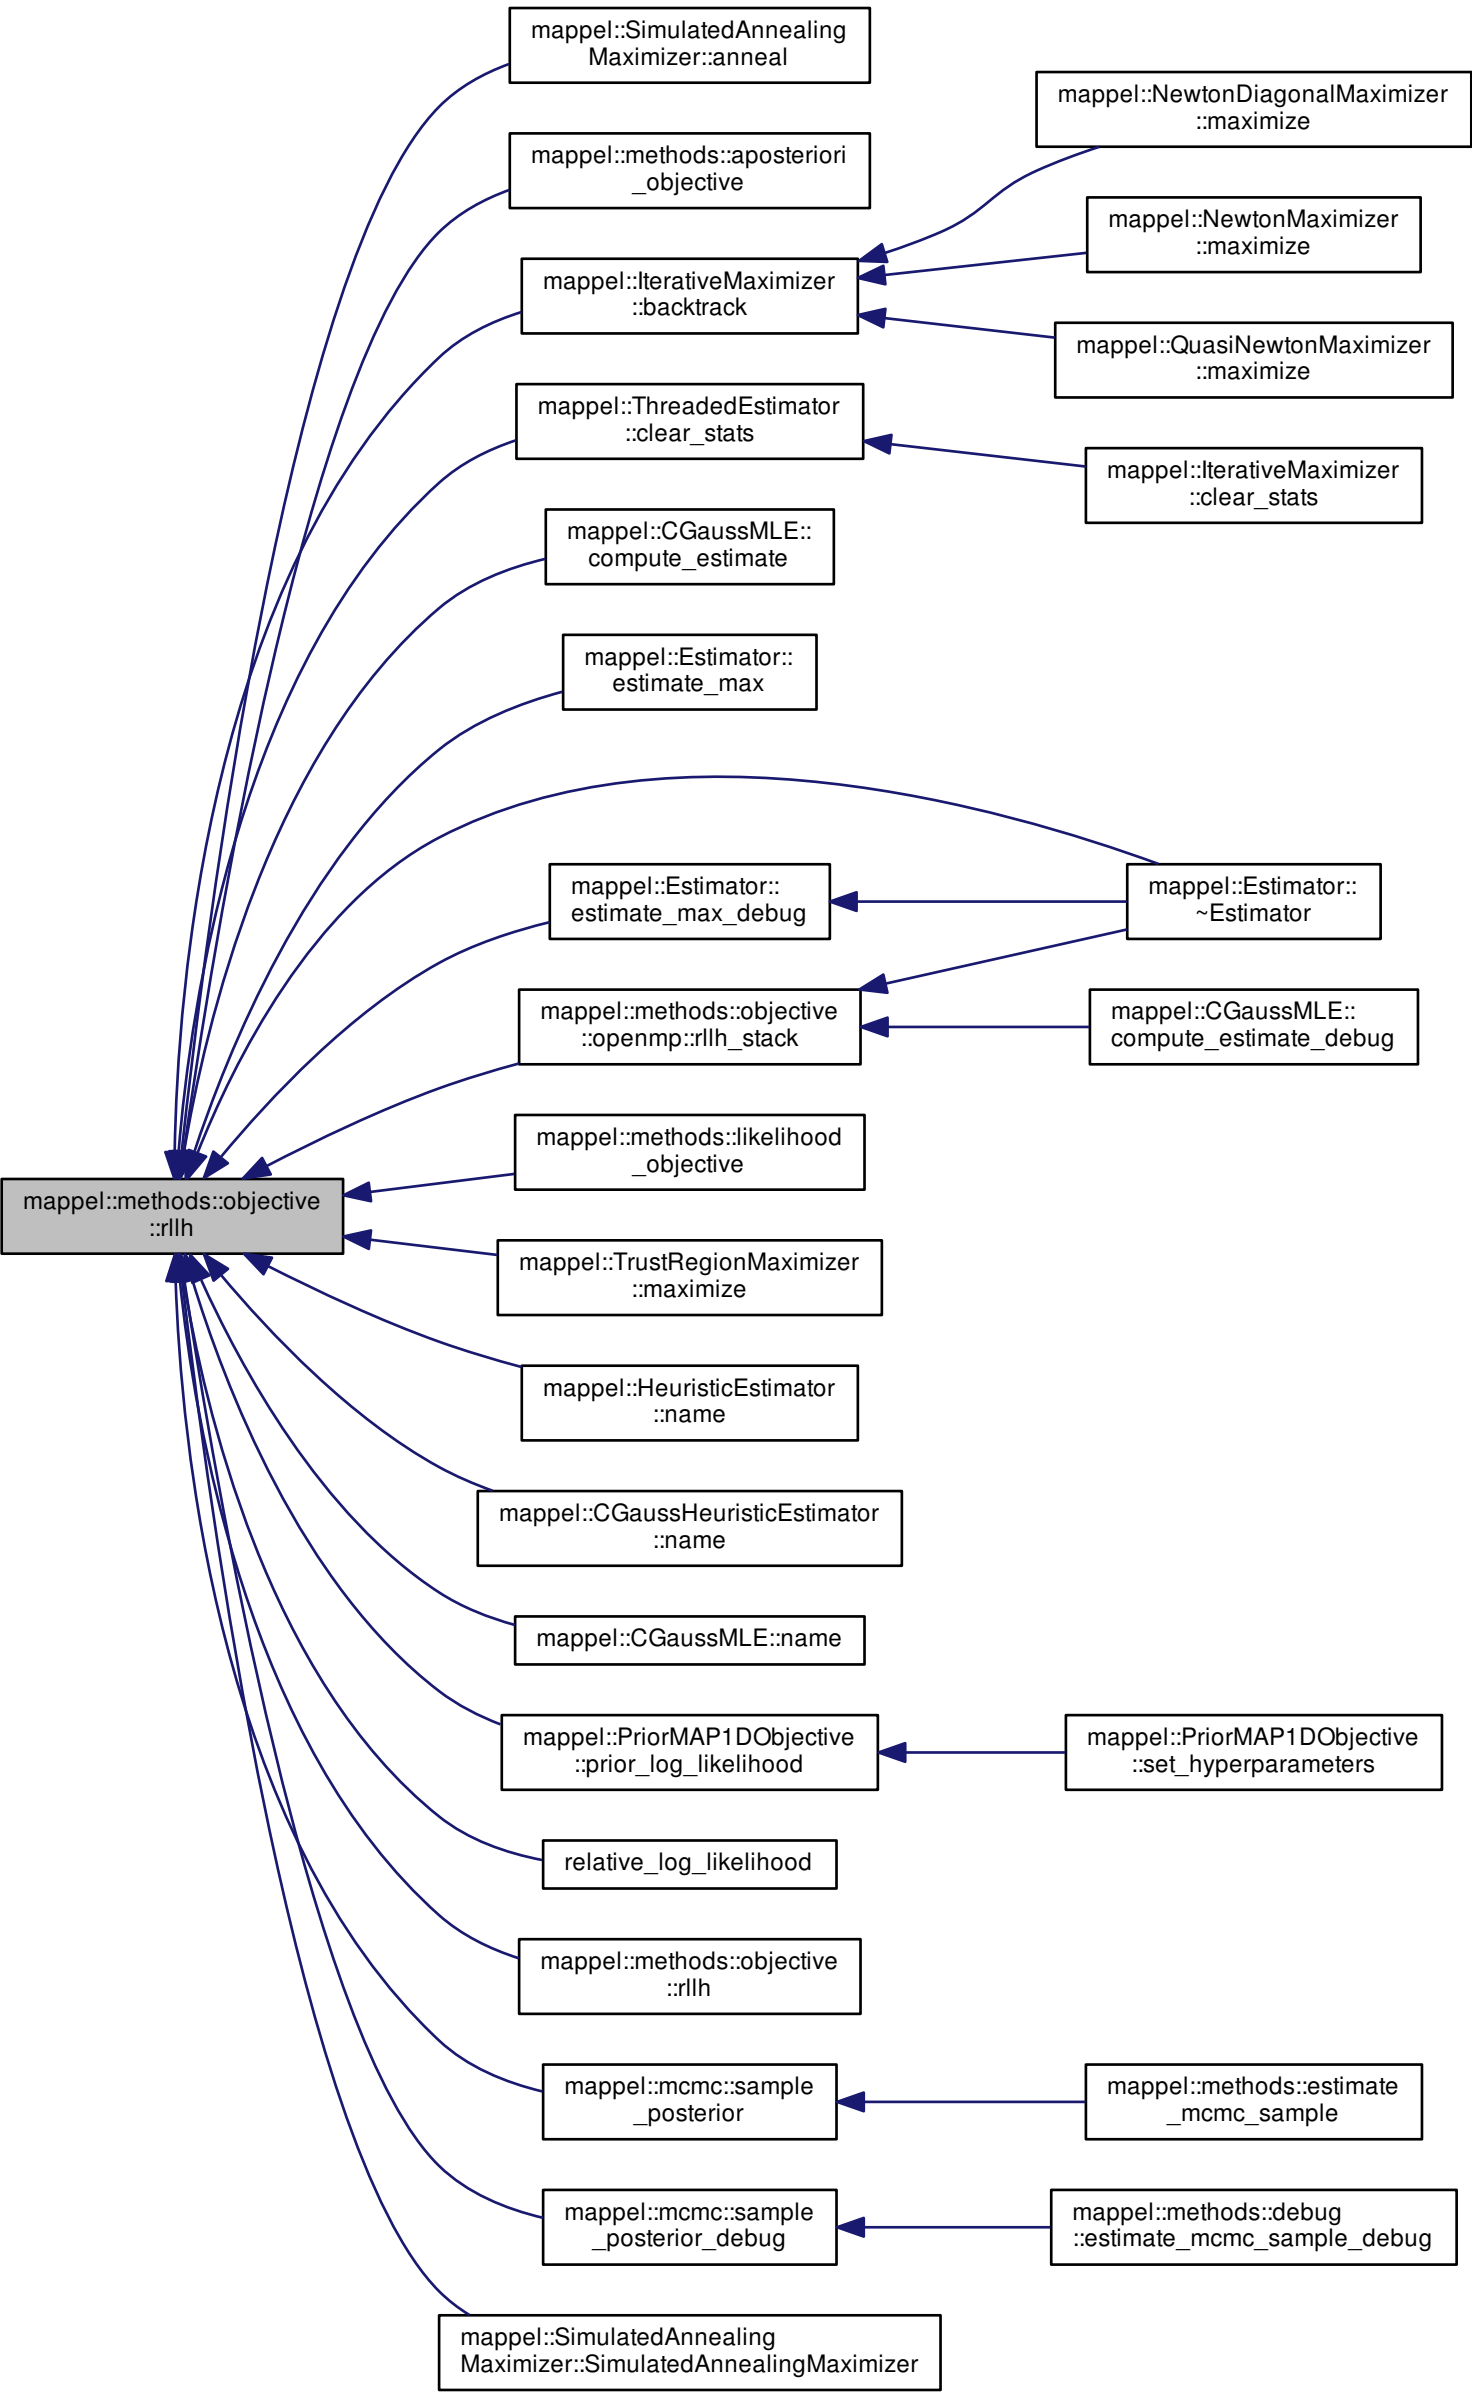 mappel::SimulatedAnnealing
Maximizer::anneal
mappel::NewtonDiagonalMaximizer
::maximize
mappel::methods::aposteriori
_objective
mappel::NewtonMaximizer
::maximize
mappel::IterativeMaximizer
::backtrack
mappel::QuasiNewtonMaximizer
::maximize
mappel::ThreadedEstimator
::clear_stats
mappel::IterativeMaximizer
::clear_stats
mappel::CGaussMLE::
compute_estimate
mappel::Estimator::
estimate_max
mappel::Estimator::
estimate_max_debug
mappel::Estimator::
~Estimator
mappel::methods::objective
::openmp::rllh_stack
mappel::CGaussMLE::
compute_estimate_debug
mappel::methods::likelihood
_objective
mappel::methods::objective
::rllh
mappel::TrustRegionMaximizer
::maximize
mappel::HeuristicEstimator
::name
mappel::CGaussHeuristicEstimator
::name
mappel::CGaussMLE::name
mappel::PriorMAP1DObjective
::prior_log_likelihood
mappel::PriorMAP1DObjective
::set_hyperparameters
relative_log_likelihood
mappel::methods::objective
::rllh
mappel::mcmc::sample
_posterior
mappel::methods::estimate
_mcmc_sample
mappel::mcmc::sample
_posterior_debug
mappel::methods::debug
::estimate_mcmc_sample_debug
mappel::SimulatedAnnealing
Maximizer::SimulatedAnnealingMaximizer